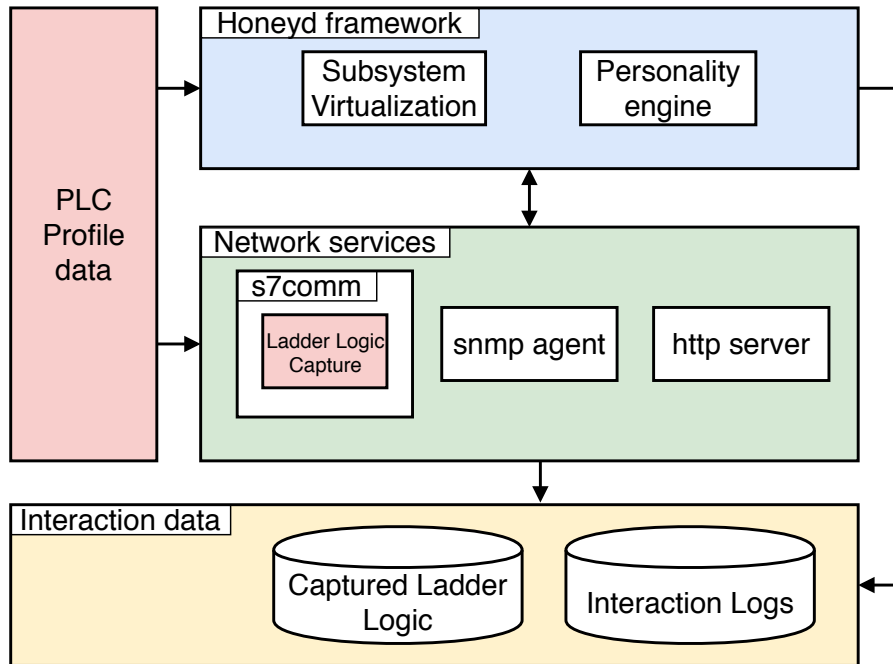 Honeyd framework
Subsystem
Virtualization
Personality
engine
PLC
Profile
data
Network services
s7comm
Ladder Logic
Capture
snmp agent
http server
Interaction data
Captured Ladder
Logic
Interaction Logs